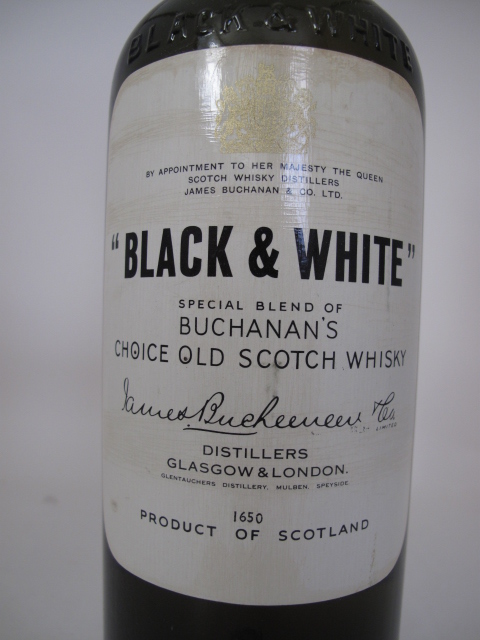 BLACK & WHITE
BY APPOINTMENT TO HER MAJESTY THE QUEEN
SCOTCH WHISKY DISTILLERS
JAMES BUCHANAN & CO. LTD.
"BLACK & WHITE"
SPECIAL BLEND OF
BUCHANAN'S
CHOICE OLD SCOTCH WHISKY
James Buchanan & Co.
LIMITED
DISTILLERS
GLASGOW & LONDON.
GLENTAUCHERS DISTILLERY, MULBEN, SPEYSIDE
1650
PRODUCT OF SCOTLAND